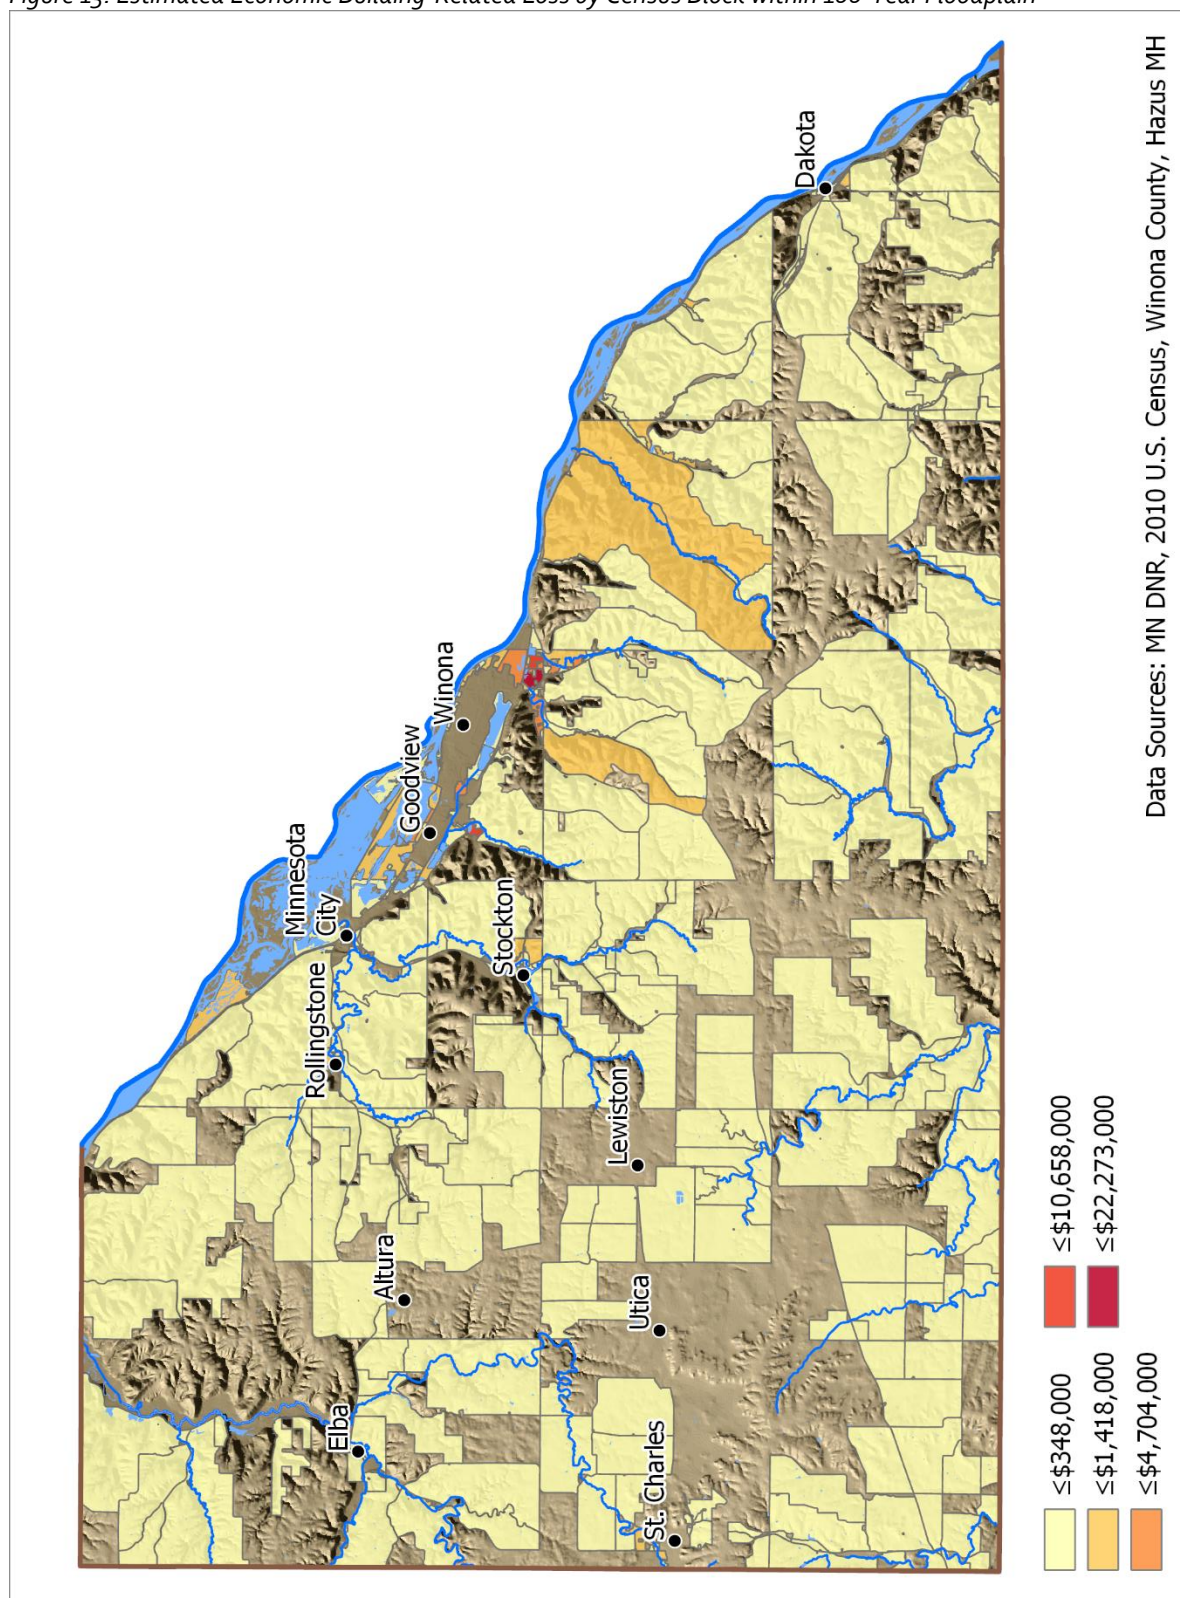 Figure 13: Estimated Economic Building-Related Loss by Census Block within 100-Year Floodplain
Dakota
Winona
Goodview
Minnesota
City
Stockton
Rollingstone
Lewiston
Altura
Utica
Elba
St. Charles
≤$348,000
≤$1,418,000
≤$4,704,000
≤$10,658,000
≤$22,273,000
Data Sources: MN DNR, 2010 U.S. Census, Winona County, Hazus MH